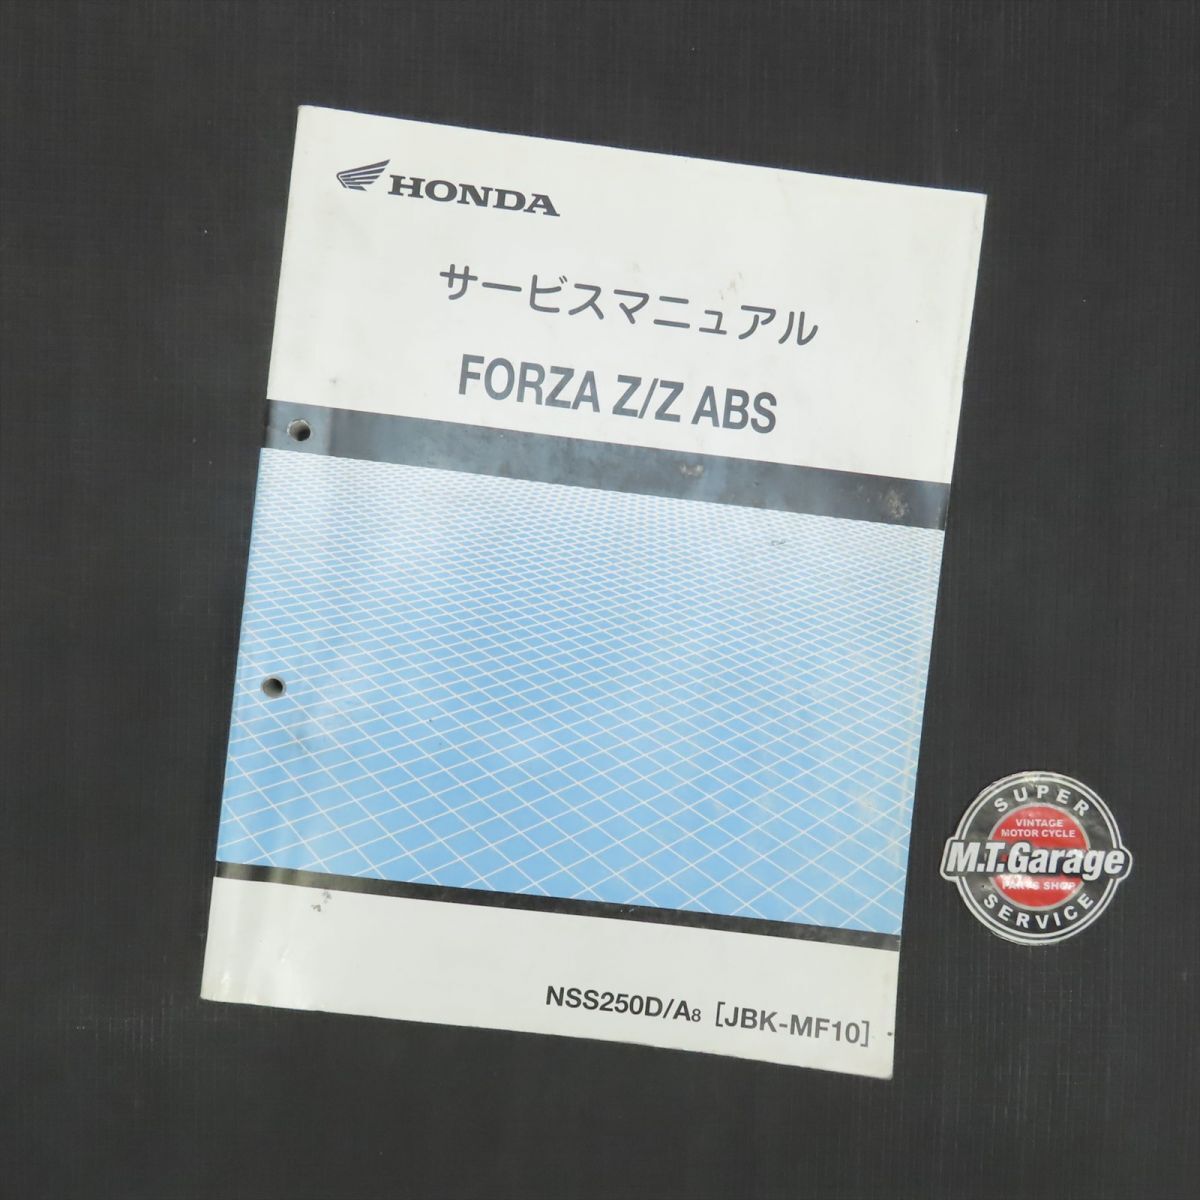 HONDA
サービスマニュアル
FORZA Z/Z ABS
NSS250D/A8 [JBK-MF10]
SUPER
VINTAGE
MOTOR CYCLE
M.T.Garage
PARTS SHOP
SERVICE